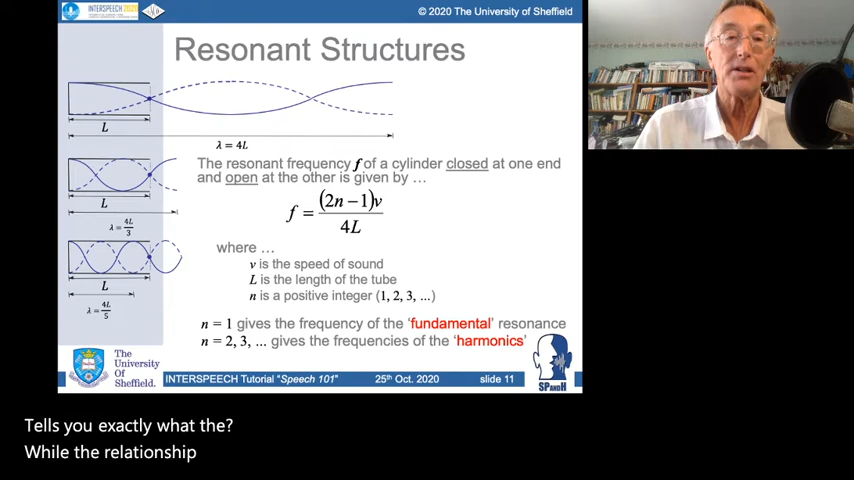 INTERSPEECH 2020
© 2020 The University of Sheffield
Resonant Structures
L
λ = 4L
L
λ = 4L/3
L
λ = 4L/5
The resonant frequency f of a cylinder closed at one end
and open at the other is given by …
f = (2n − 1)v / 4L
where …
v is the speed of sound
L is the length of the tube
n is a positive integer (1, 2, 3, …)
n = 1 gives the frequency of the 'fundamental' resonance
n = 2, 3, … gives the frequencies of the 'harmonics'
The
University
Of
Sheffield.
SPandH
INTERSPEECH Tutorial "Speech 101"
25th Oct. 2020
slide 11
Tells you exactly what the?
While the relationship